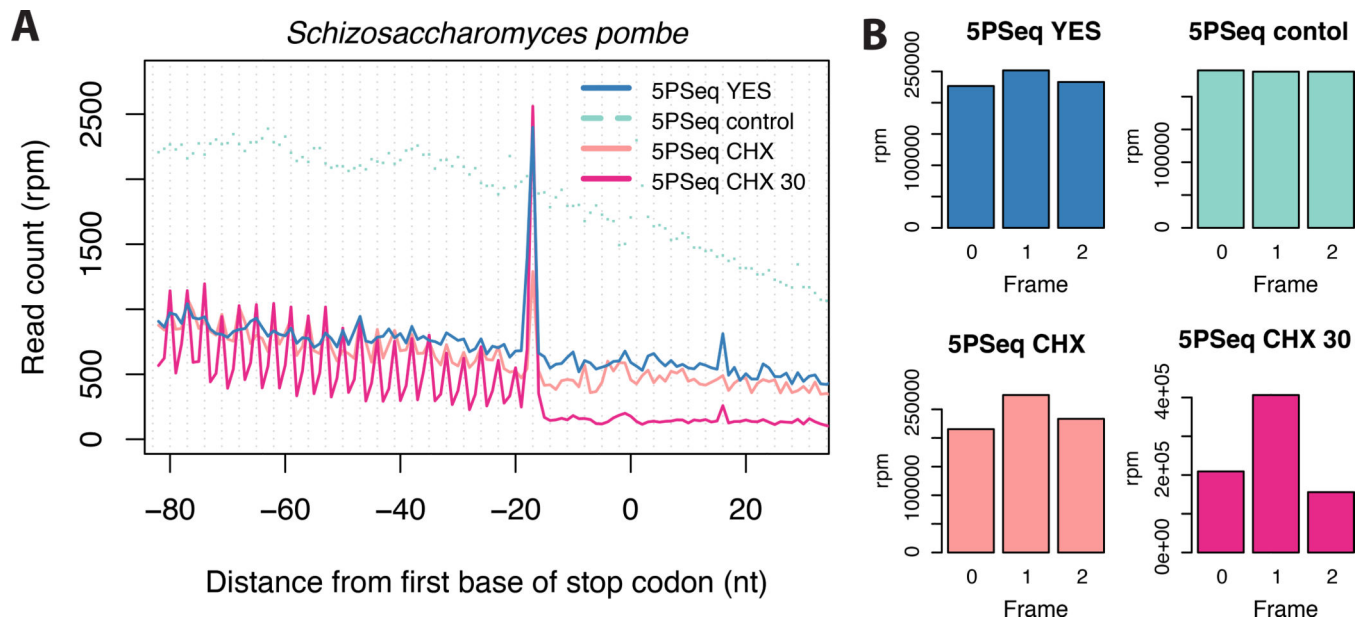 A
Schizosaccharomyces pombe
Read count (rpm)
2500
1500
500
0
5PSeq YES
5PSeq control
5PSeq CHX
5PSeq CHX 30
−80 −60 −40 −20 0 20
Distance from first base of stop codon (nt)
B
5PSeq YES
rpm
250000
100000
0
0 1 2
Frame
5PSeq contol
rpm
100000
0
0 1 2
Frame
5PSeq CHX
rpm
250000
100000
0
0 1 2
Frame
5PSeq CHX 30
rpm
4e+05
2e+05
0e+00
0 1 2
Frame